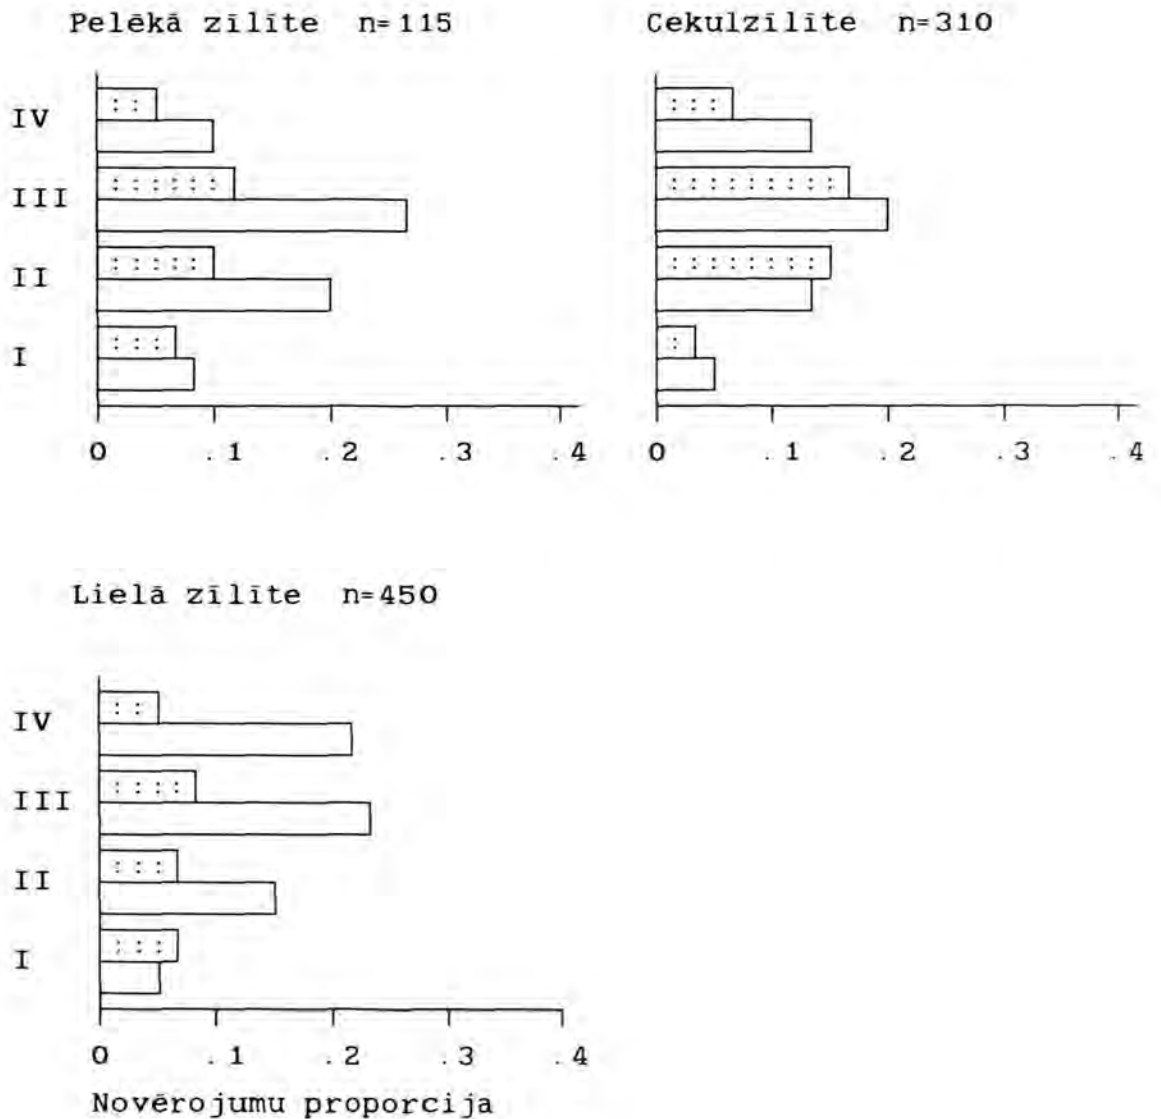 Pelēkā zīlīte n=115
IV
III
II
I
0 .1 .2 .3 .4
Cekulzīlīte n=310
0 .1 .2 .3 .4
Lielā zīlīte n=450
IV
III
II
I
0 .1 .2 .3 .4
Novērojumu proporcija